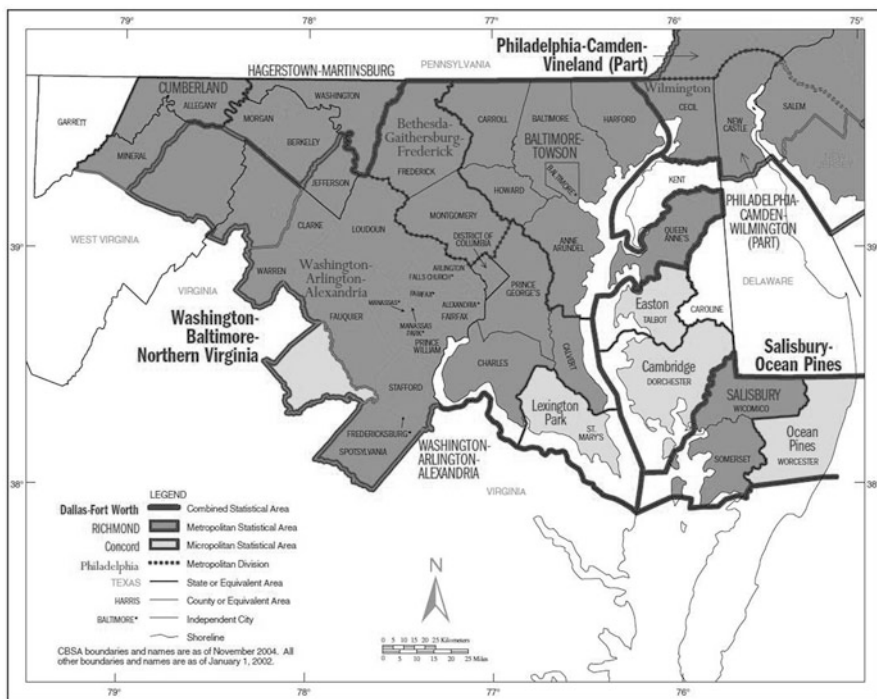 79°
78°
77°
76°
75°
Philadelphia-Camden-
Vineland (Part)
HAGERSTOWN-MARTINSBURG
PENNSYLVANIA
CUMBERLAND
ALLEGANY
WASHINGTON
GARRETT
MORGAN
MINERAL
BERKELEY
JEFFERSON
Bethesda-
Gaithersburg-
Frederick
FREDERICK
CARROLL
BALTIMORE
HARFORD
BALTIMORE-
TOWSON
BALTIMORE*
Wilmington
CECIL
NEW
CASTLE
SALEM
KENT
HOWARD
CLARKE
LOUDOUN
MONTGOMERY
DISTRICT OF
COLUMBIA
ANNE
ARUNDEL
QUEEN
ANNE'S
PHILADELPHIA-
CAMDEN-
WILMINGTON
(PART)
39°
39°
WEST VIRGINIA
VIRGINIA
DELAWARE
WARREN
Washington-
Arlington-
Alexandria
ARLINGTON
FALLS CHURCH*
FAIRFAX*
MANASSAS*
ALEXANDRIA*
FAIRFAX
PRINCE
GEORGE'S
FAUQUIER
MANASSAS
PARK*
PRINCE
WILLIAM
Easton
TALBOT
CAROLINE
Washington-
Baltimore-
Northern Virginia
Salisbury-
Ocean Pines
CHARLES
CALVERT
Cambridge
DORCHESTER
STAFFORD
Lexington
Park
ST.
MARY'S
SALISBURY
WICOMICO
Ocean
Pines
WORCESTER
SOMERSET
FREDERICKSBURG*
SPOTSYLVANIA
WASHINGTON-
ARLINGTON-
ALEXANDRIA
38°
38°
VIRGINIA
LEGEND
Dallas-Fort Worth Combined Statistical Area
RICHMOND Metropolitan Statistical Area
Concord Micropolitan Statistical Area
Philadelphia Metropolitan Division
TEXAS State or Equivalent Area
HARRIS County or Equivalent Area
BALTIMORE* Independent City
Shoreline
CBSA boundaries and names are as of November 2004. All
other boundaries and names are as of January 1, 2002.
N
0 5 10 15 20 25 Kilometers
0 5 10 15 20 25 Miles
79°
78°
77°
76°